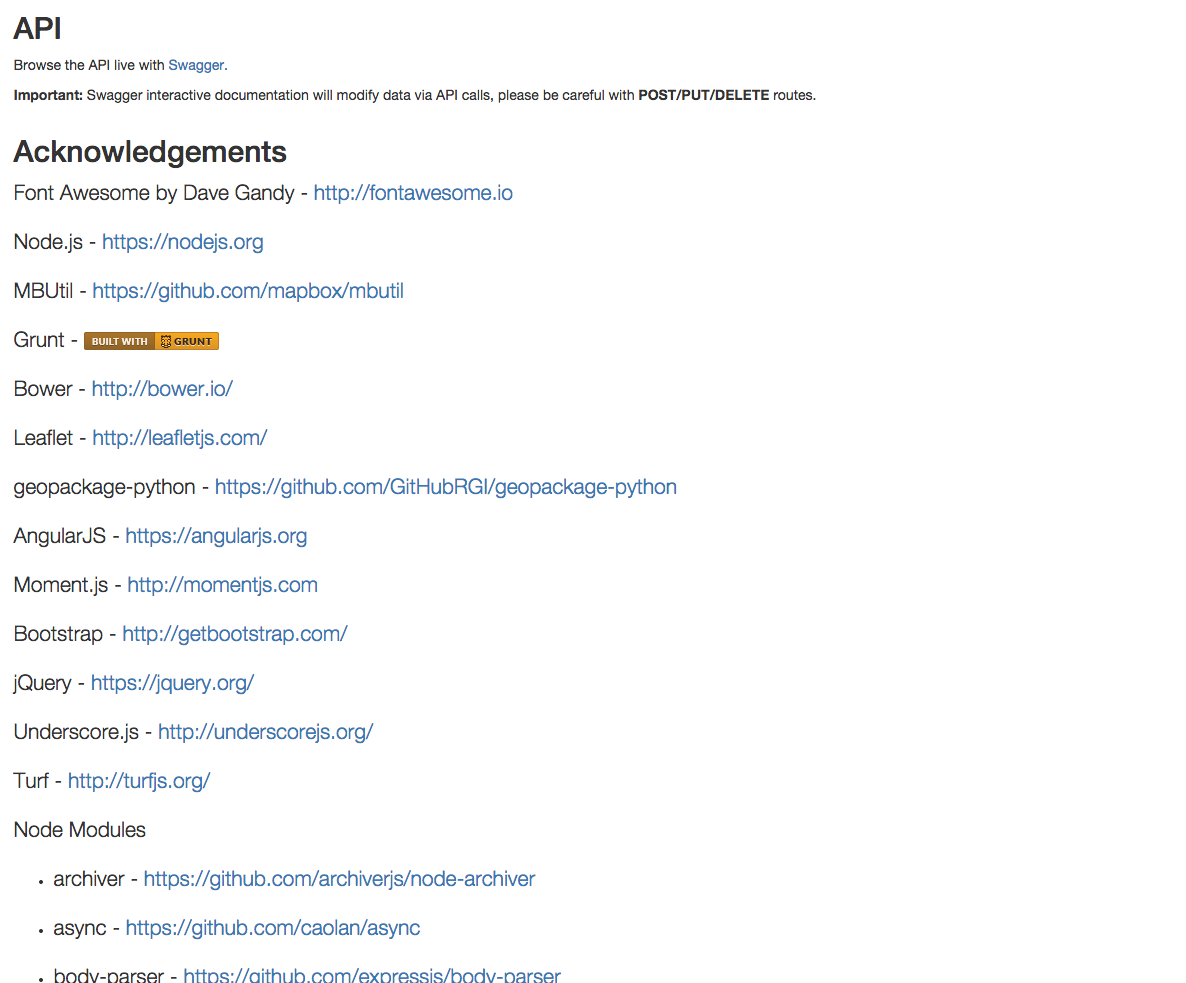 API
Browse the API live with Swagger.
Important: Swagger interactive documentation will modify data via API calls, please be careful with POST/PUT/DELETE routes.
Acknowledgements
Font Awesome by Dave Gandy - http://fontawesome.io
Node.js - https://nodejs.org
MBUtil - https://github.com/mapbox/mbutil
Grunt - BUILT WITH GRUNT
Bower - http://bower.io/
Leaflet - http://leafletjs.com/
geopackage-python - https://github.com/GitHubRGI/geopackage-python
AngularJS - https://angularjs.org
Moment.js - http://momentjs.com
Bootstrap - http://getbootstrap.com/
jQuery - https://jquery.org/
Underscore.js - http://underscorejs.org/
Turf - http://turfjs.org/
Node Modules
• archiver - https://github.com/archiverjs/node-archiver
• async - https://github.com/caolan/async
• body-parser - https://github.com/expressjs/body-parser